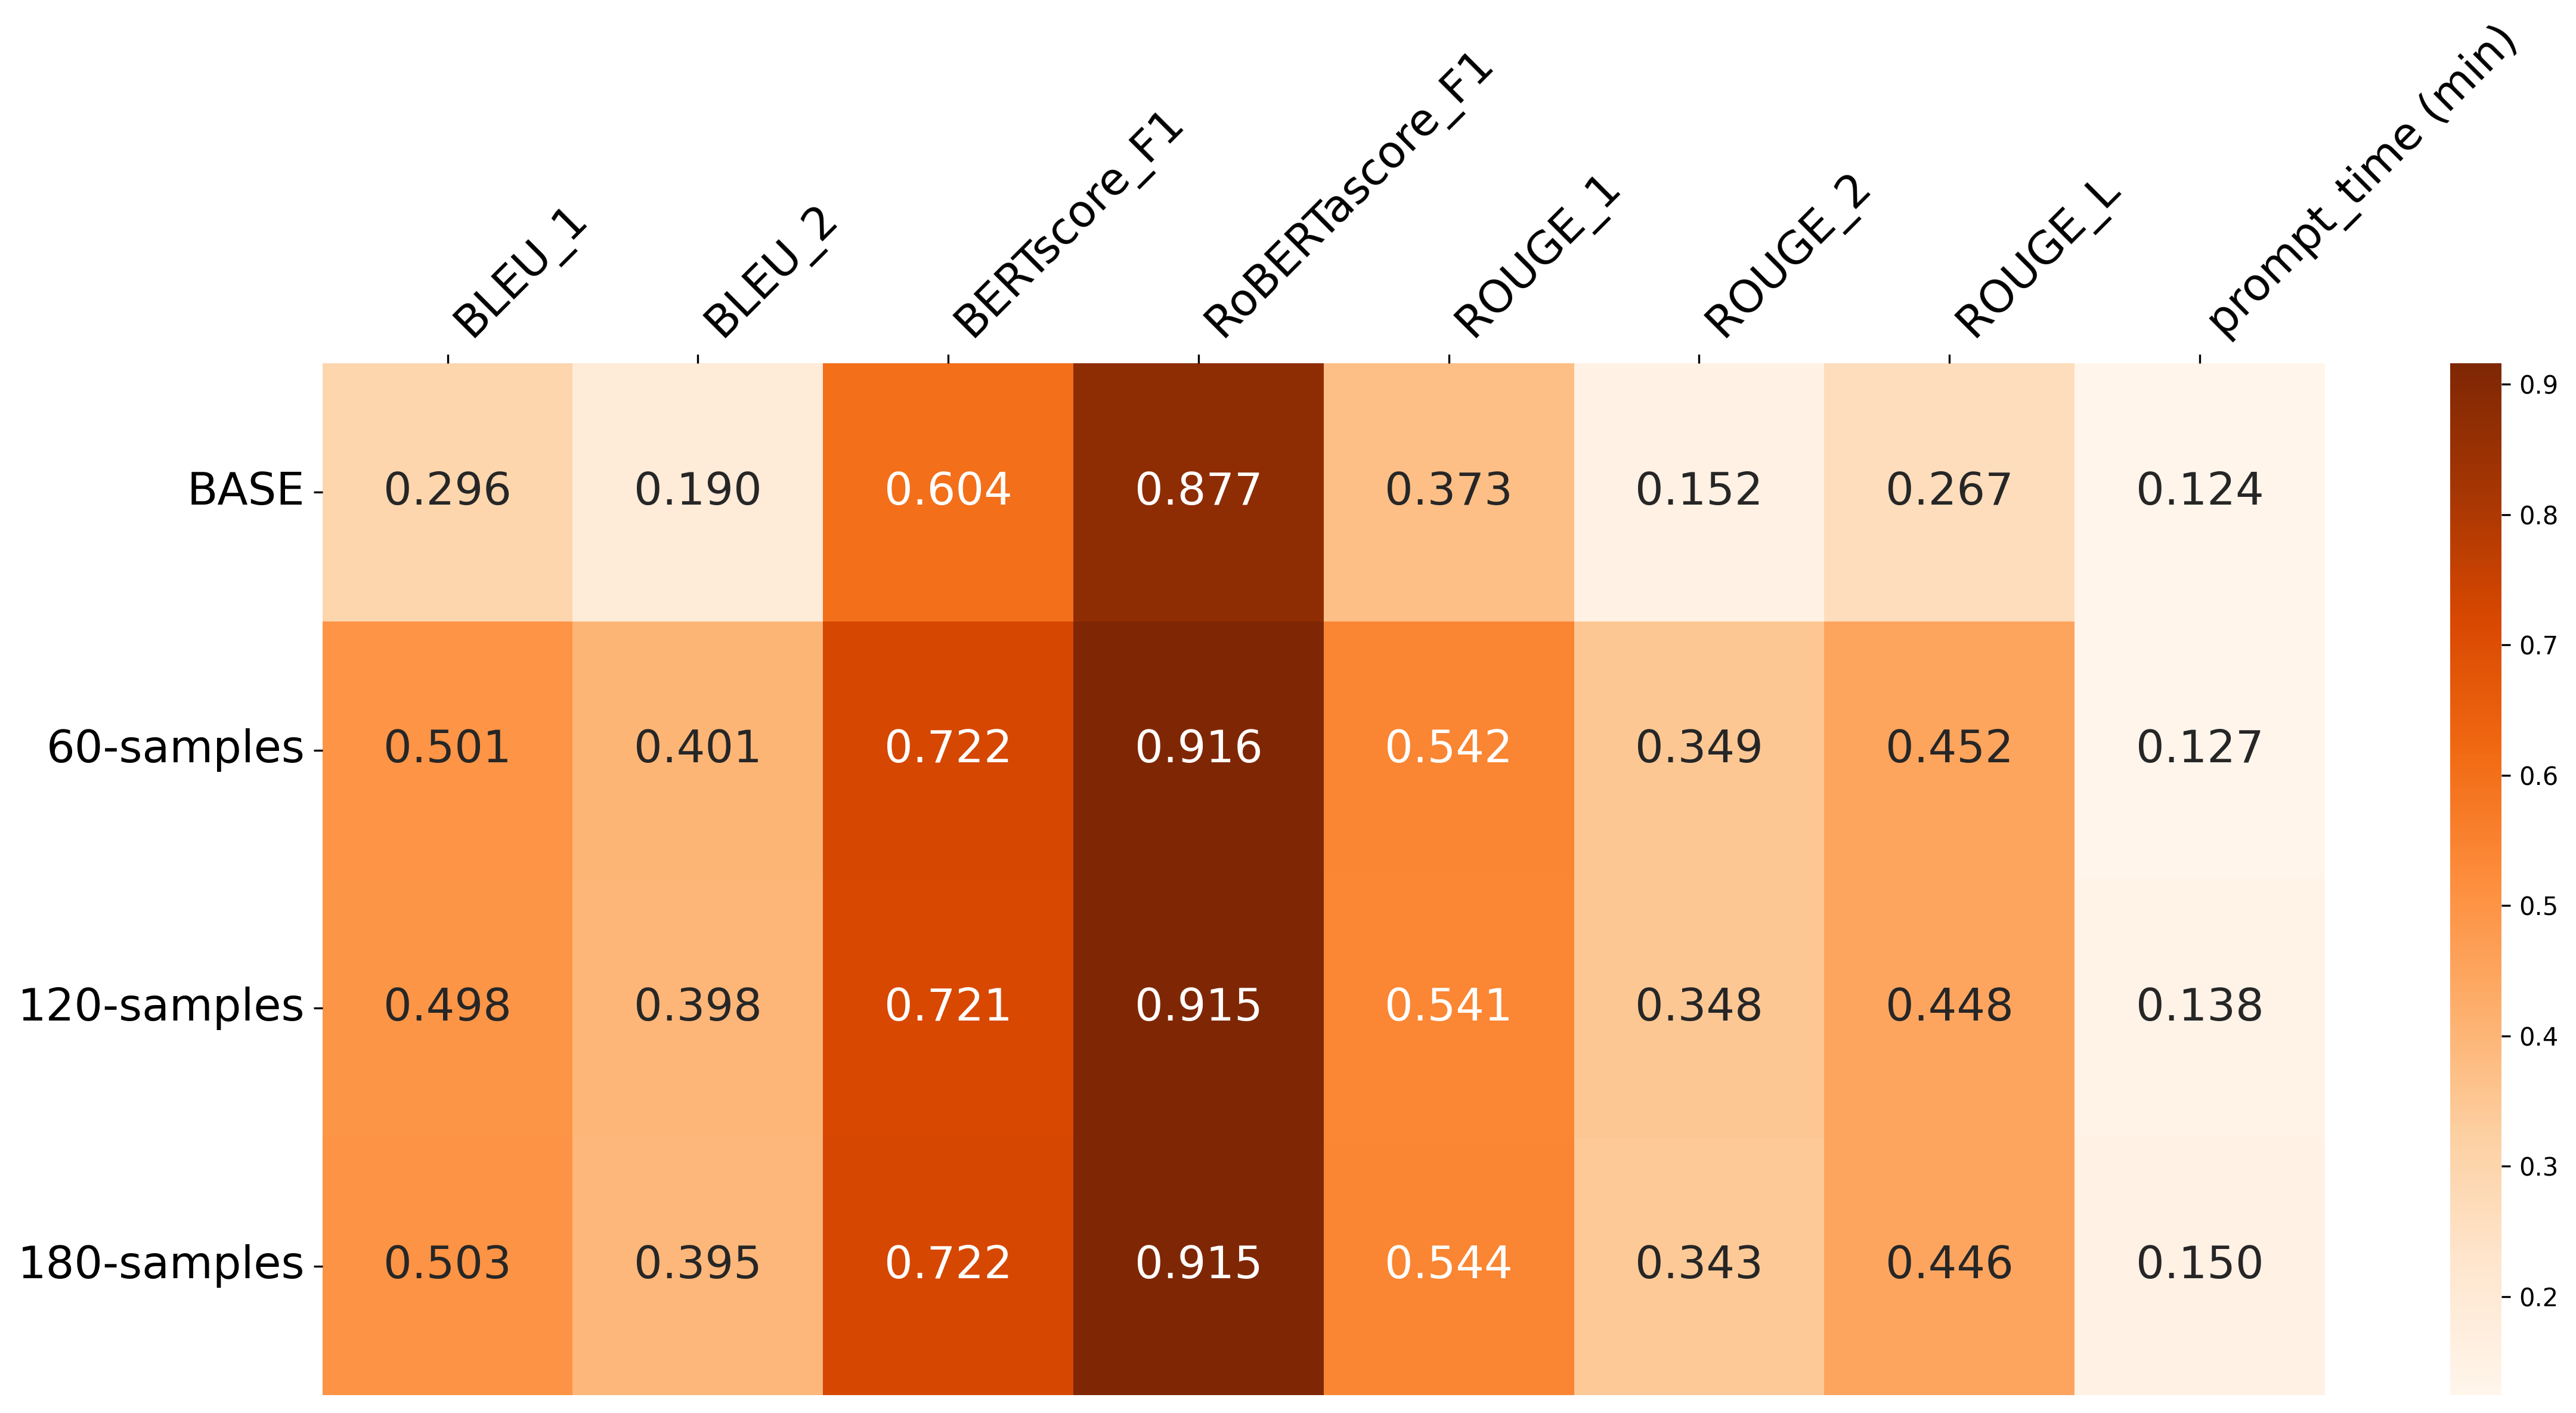 BLEU_1 BLEU_2 BERTscore_F1 RoBERTascore_F1 ROUGE_1 ROUGE_2 ROUGE_L prompt_time (min)
BASE 0.296 0.190 0.604 0.877 0.373 0.152 0.267 0.124
60-samples 0.501 0.401 0.722 0.916 0.542 0.349 0.452 0.127
120-samples 0.498 0.398 0.721 0.915 0.541 0.348 0.448 0.138
180-samples 0.503 0.395 0.722 0.915 0.544 0.343 0.446 0.150
0.9
0.8
0.7
0.6
0.5
0.4
0.3
0.2